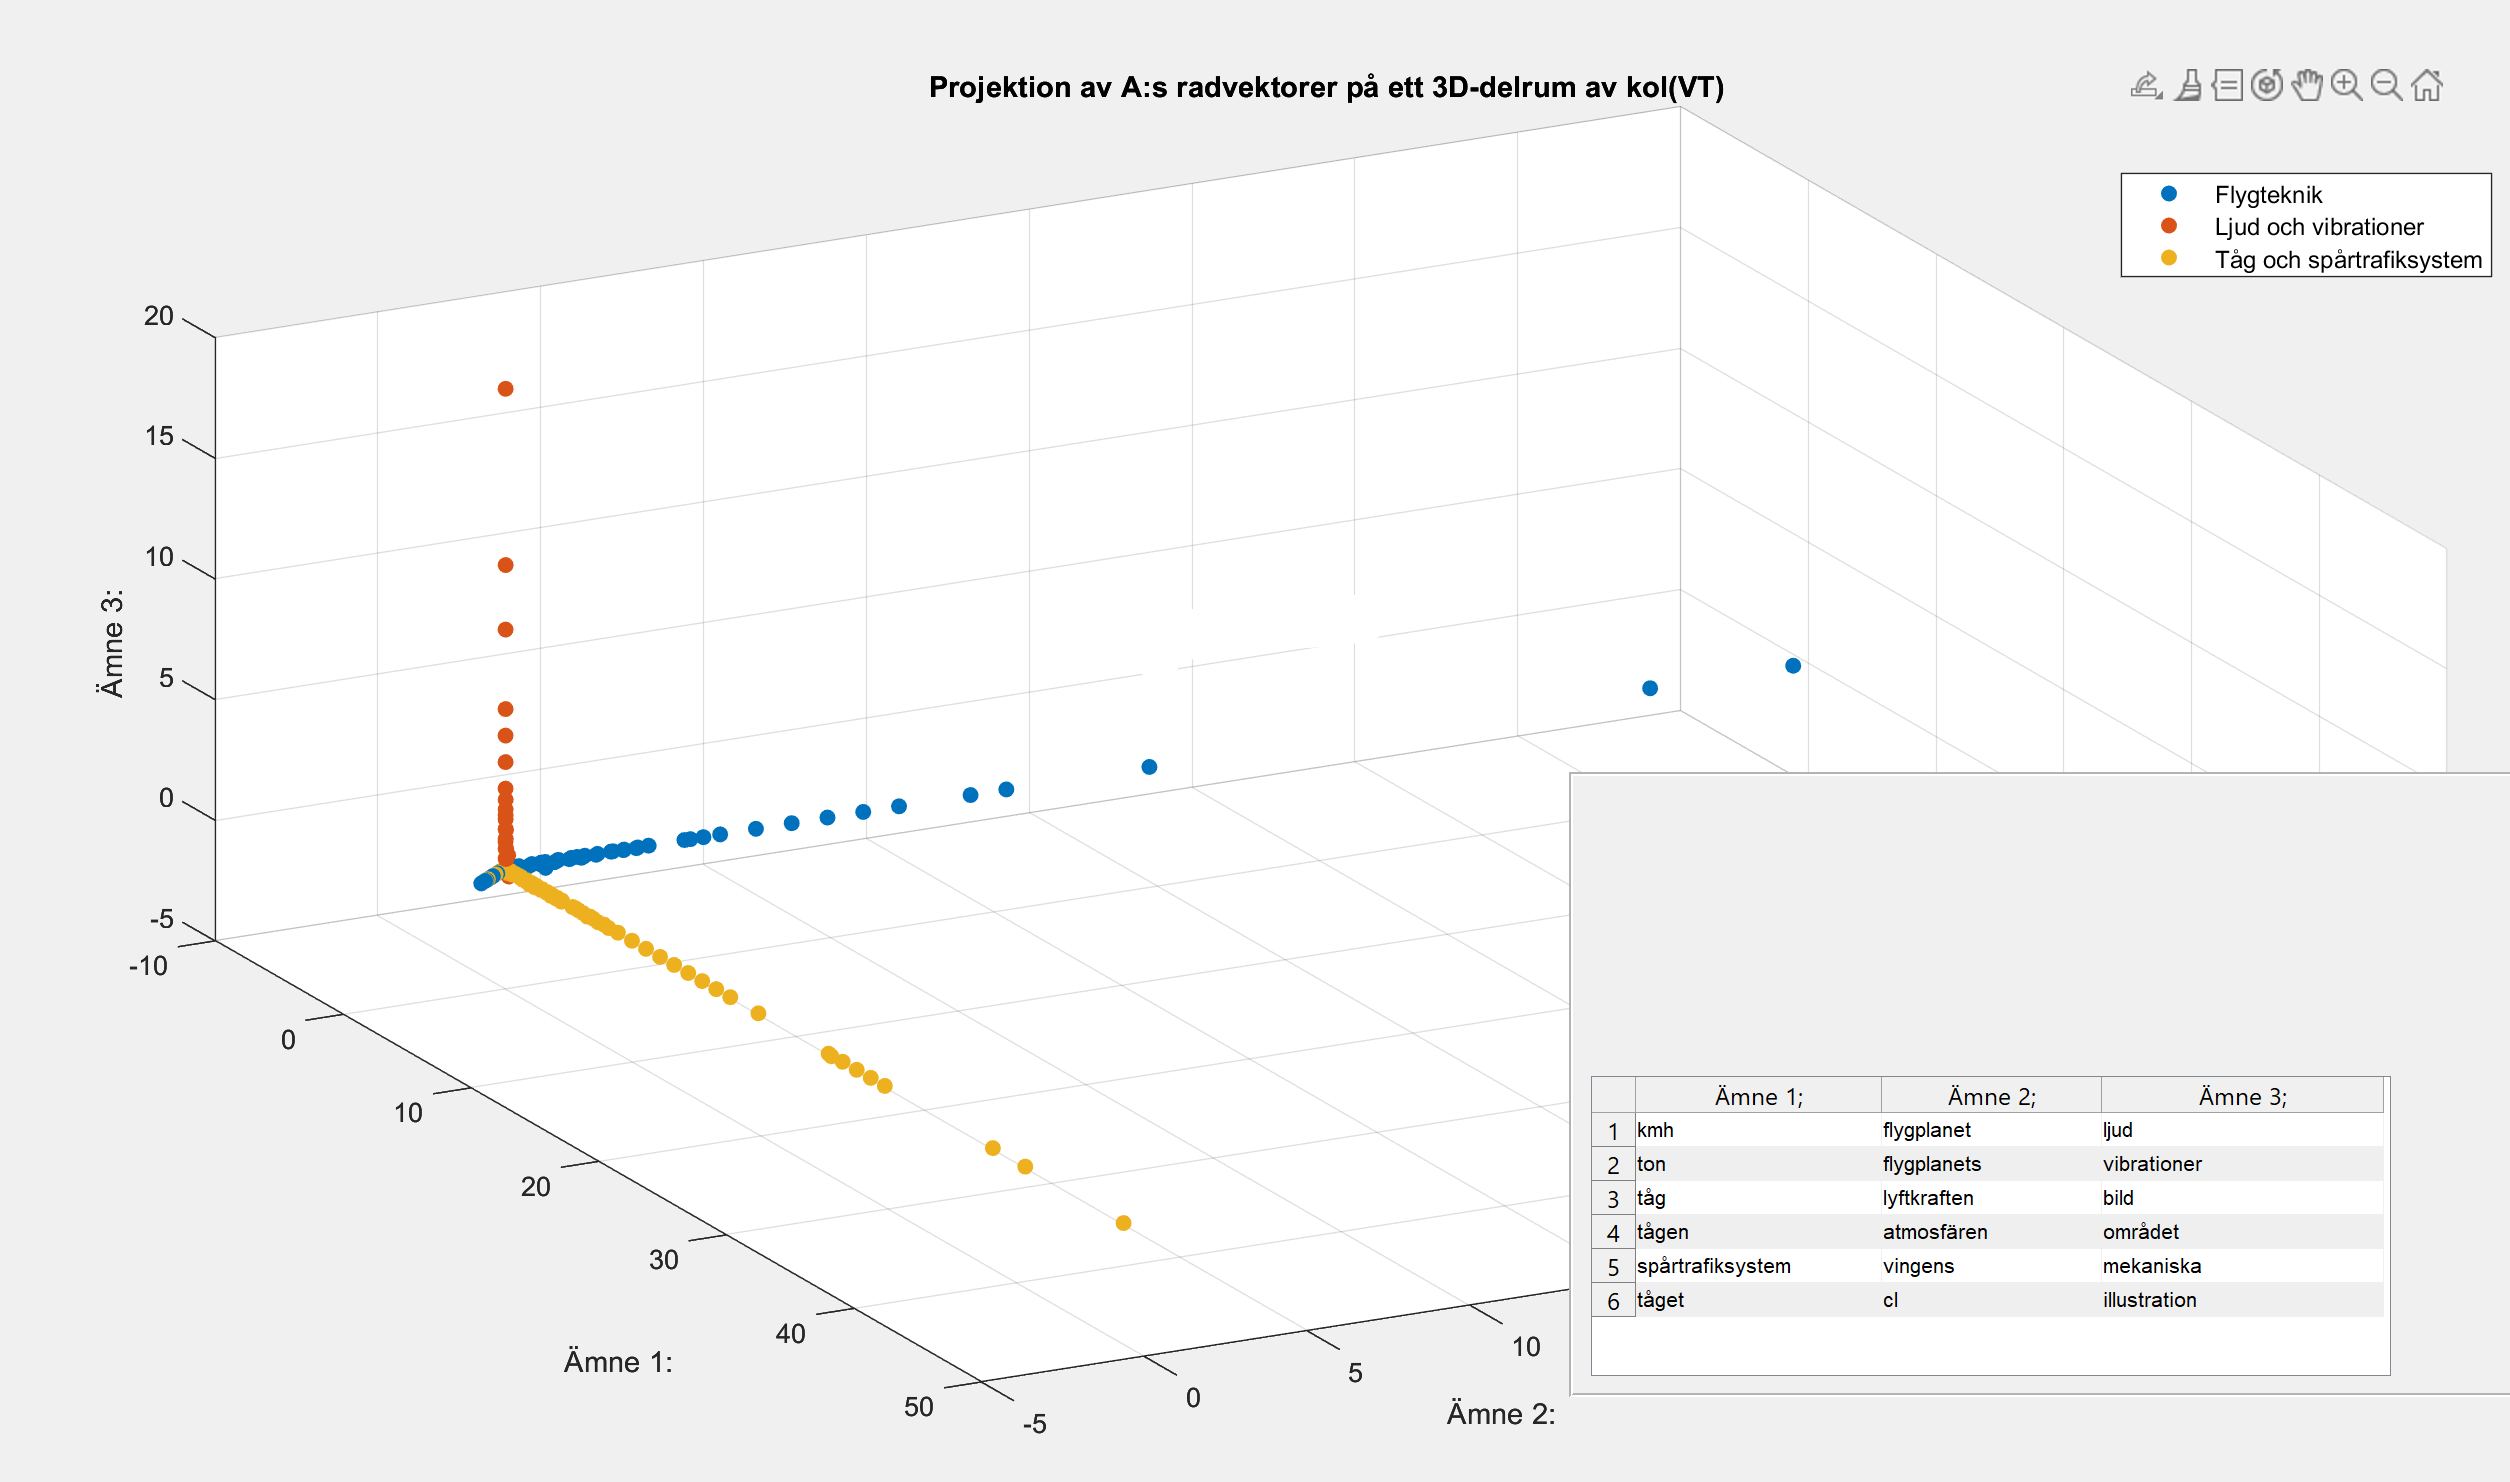 Projektion av A:s radvektorer på ett 3D-delrum av kol(VT)
Flygteknik
Ljud och vibrationer
Tåg och spårtrafiksystem
20
15
10
5
0
-5
Ämne 3:
-10
0
10
20
30
40
50
Ämne 1:
-5
0
5
10
Ämne 2:
Ämne 1; Ämne 2; Ämne 3;
1 kmh flygplanet ljud
2 ton flygplanets vibrationer
3 tåg lyftkraften bild
4 tågen atmosfären området
5 spårtrafiksystem vingens mekaniska
6 tåget cl illustration